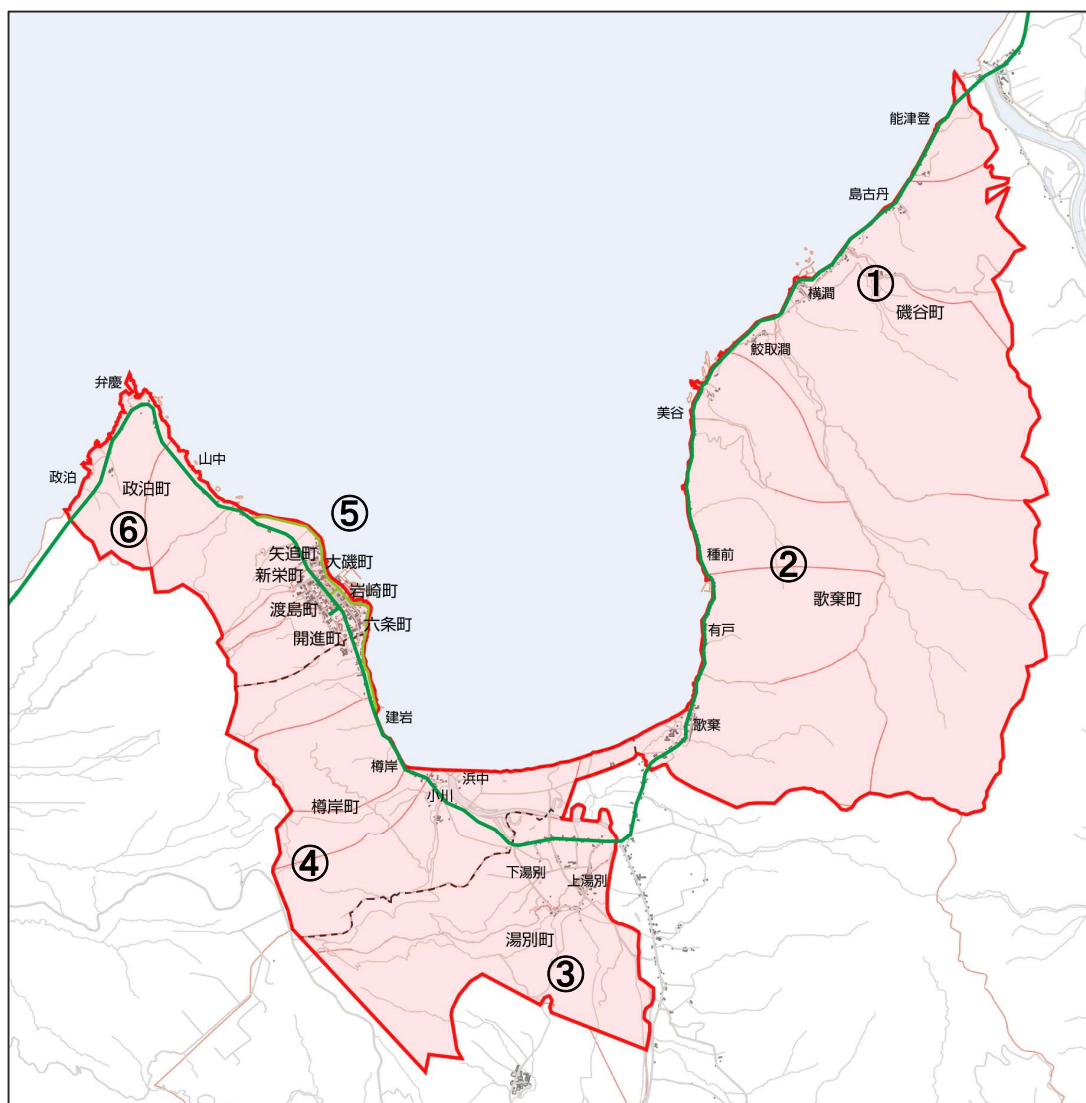 能津登
島古丹
①
横澗
磯谷町
鮫取澗
弁慶
美谷
山中
政泊
政泊町
⑤
⑥
矢追町
大磯町
種前
②
新栄町
岩崎町
歌棄町
渡島町
六条町
有戸
開進町
建岩
歌棄
樽岸
浜中
小川
樽岸町
④
下湯別
上湯別
湯別町
③